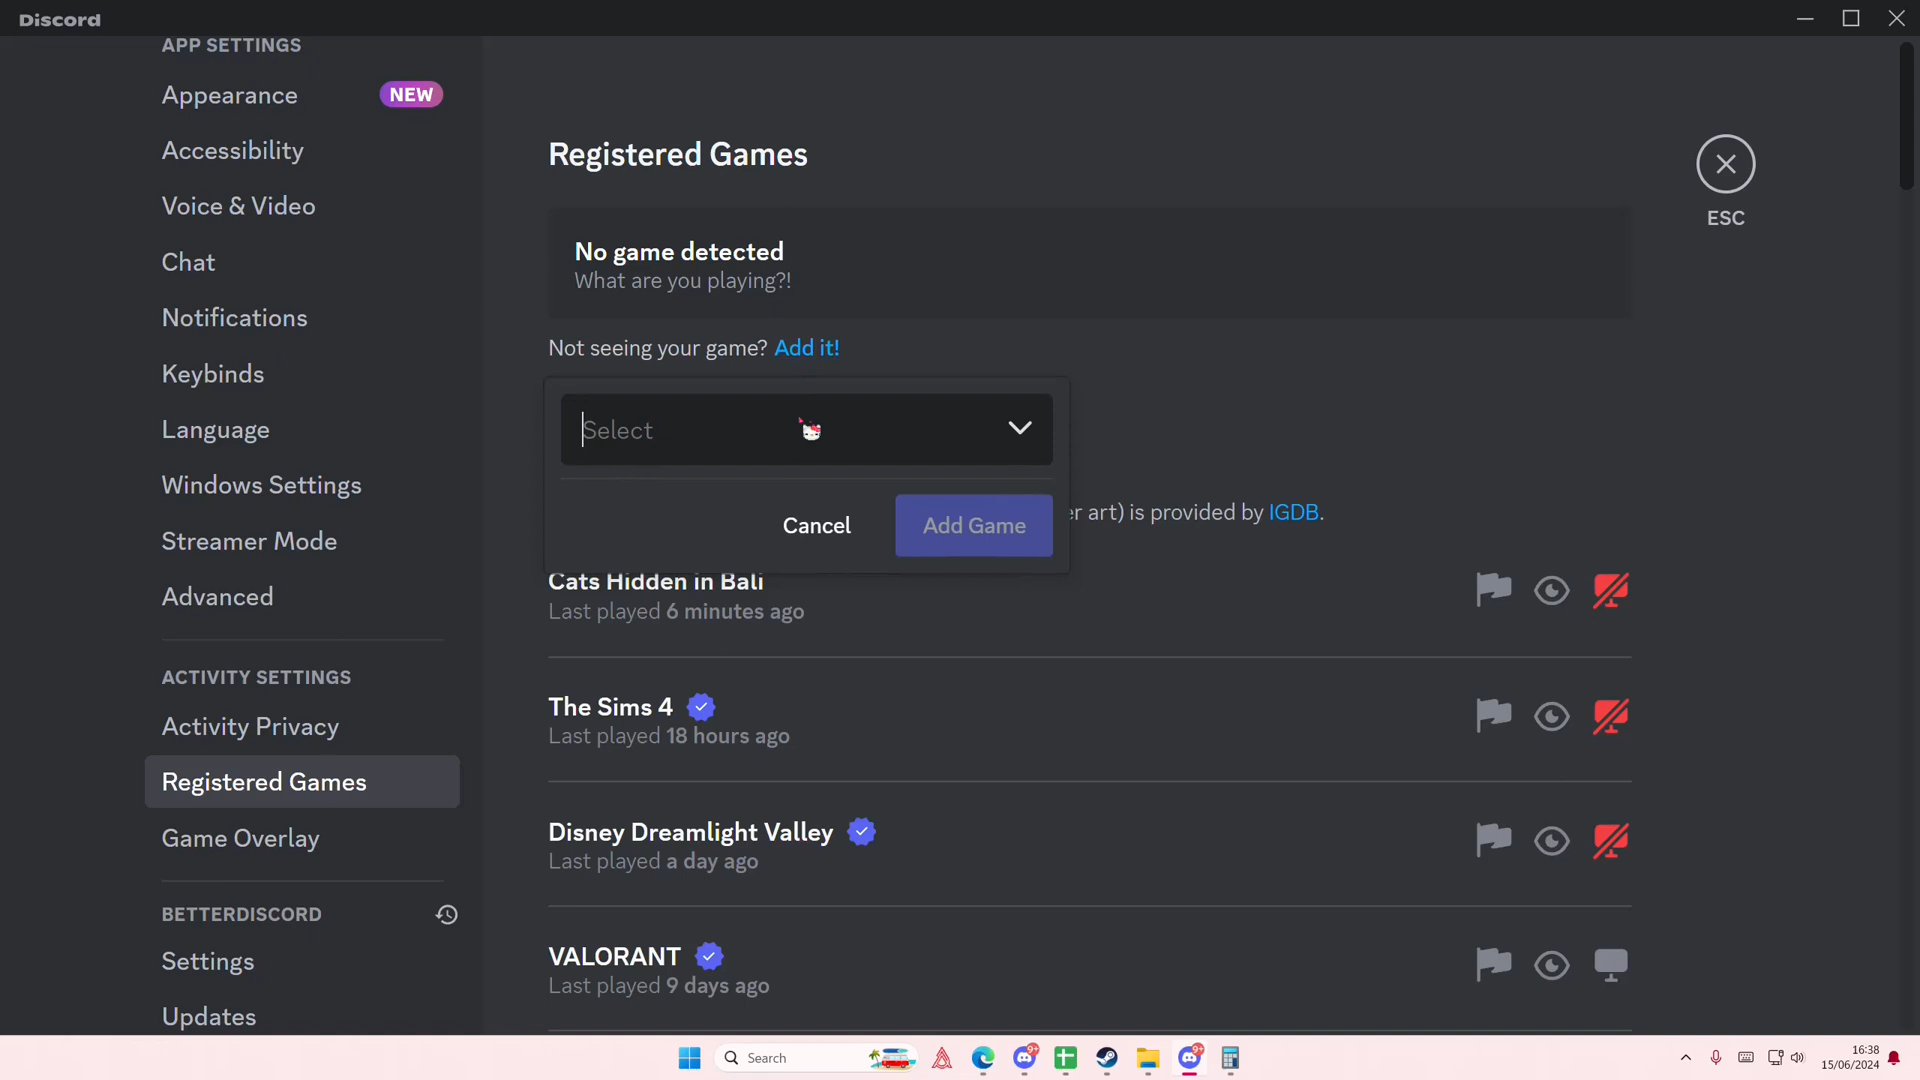 Discord
APP SETTINGS
Appearance
NEW
Accessibility
Voice & Video
Chat
Notifications
Keybinds
Language
Windows Settings
Streamer Mode
Advanced
ACTIVITY SETTINGS
Activity Privacy
Registered Games
Game Overlay
BETTERDISCORD
Settings
Updates
Registered Games
ESC
No game detected
What are you playing?!
Not seeing your game? Add it!
Select
Cancel
Add Game
er art) is provided by IGDB.
Cats Hidden in Bali
Last played 6 minutes ago
The Sims 4
Last played 18 hours ago
Disney Dreamlight Valley
Last played a day ago
VALORANT
Last played 9 days ago
Search
9+
9+
16:38
15/06/2024